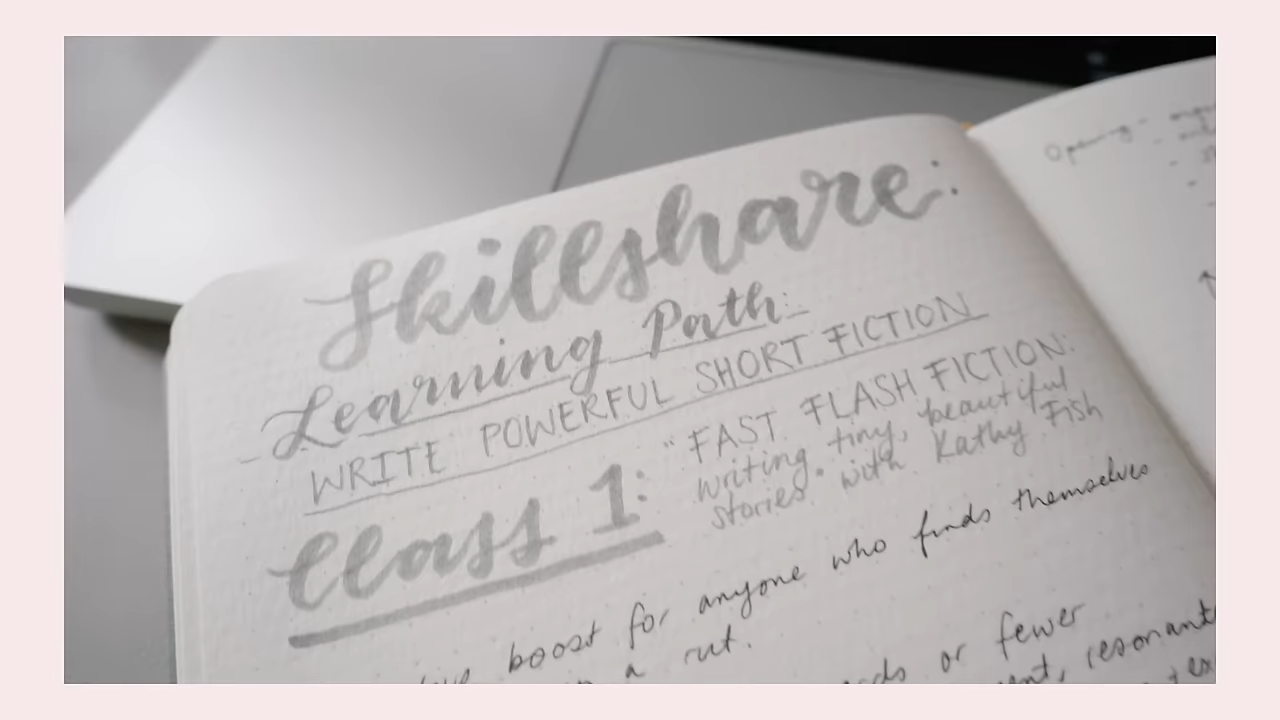 Skillshare:
Learning Path:
WRITE POWERFUL SHORT FICTION
Class 1:
"FAST FLASH FICTION:
writing tiny, beautiful
stories • with Kathy Fish
boost for anyone who finds themselves
a rut.
or fewer
resonant
Opening -